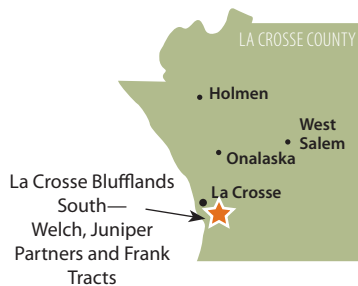 LA CROSSE COUNTY
Holmen
West
Salem
Onalaska
La Crosse
La Crosse Blufflands
South—
Welch, Juniper
Partners and Frank
Tracts